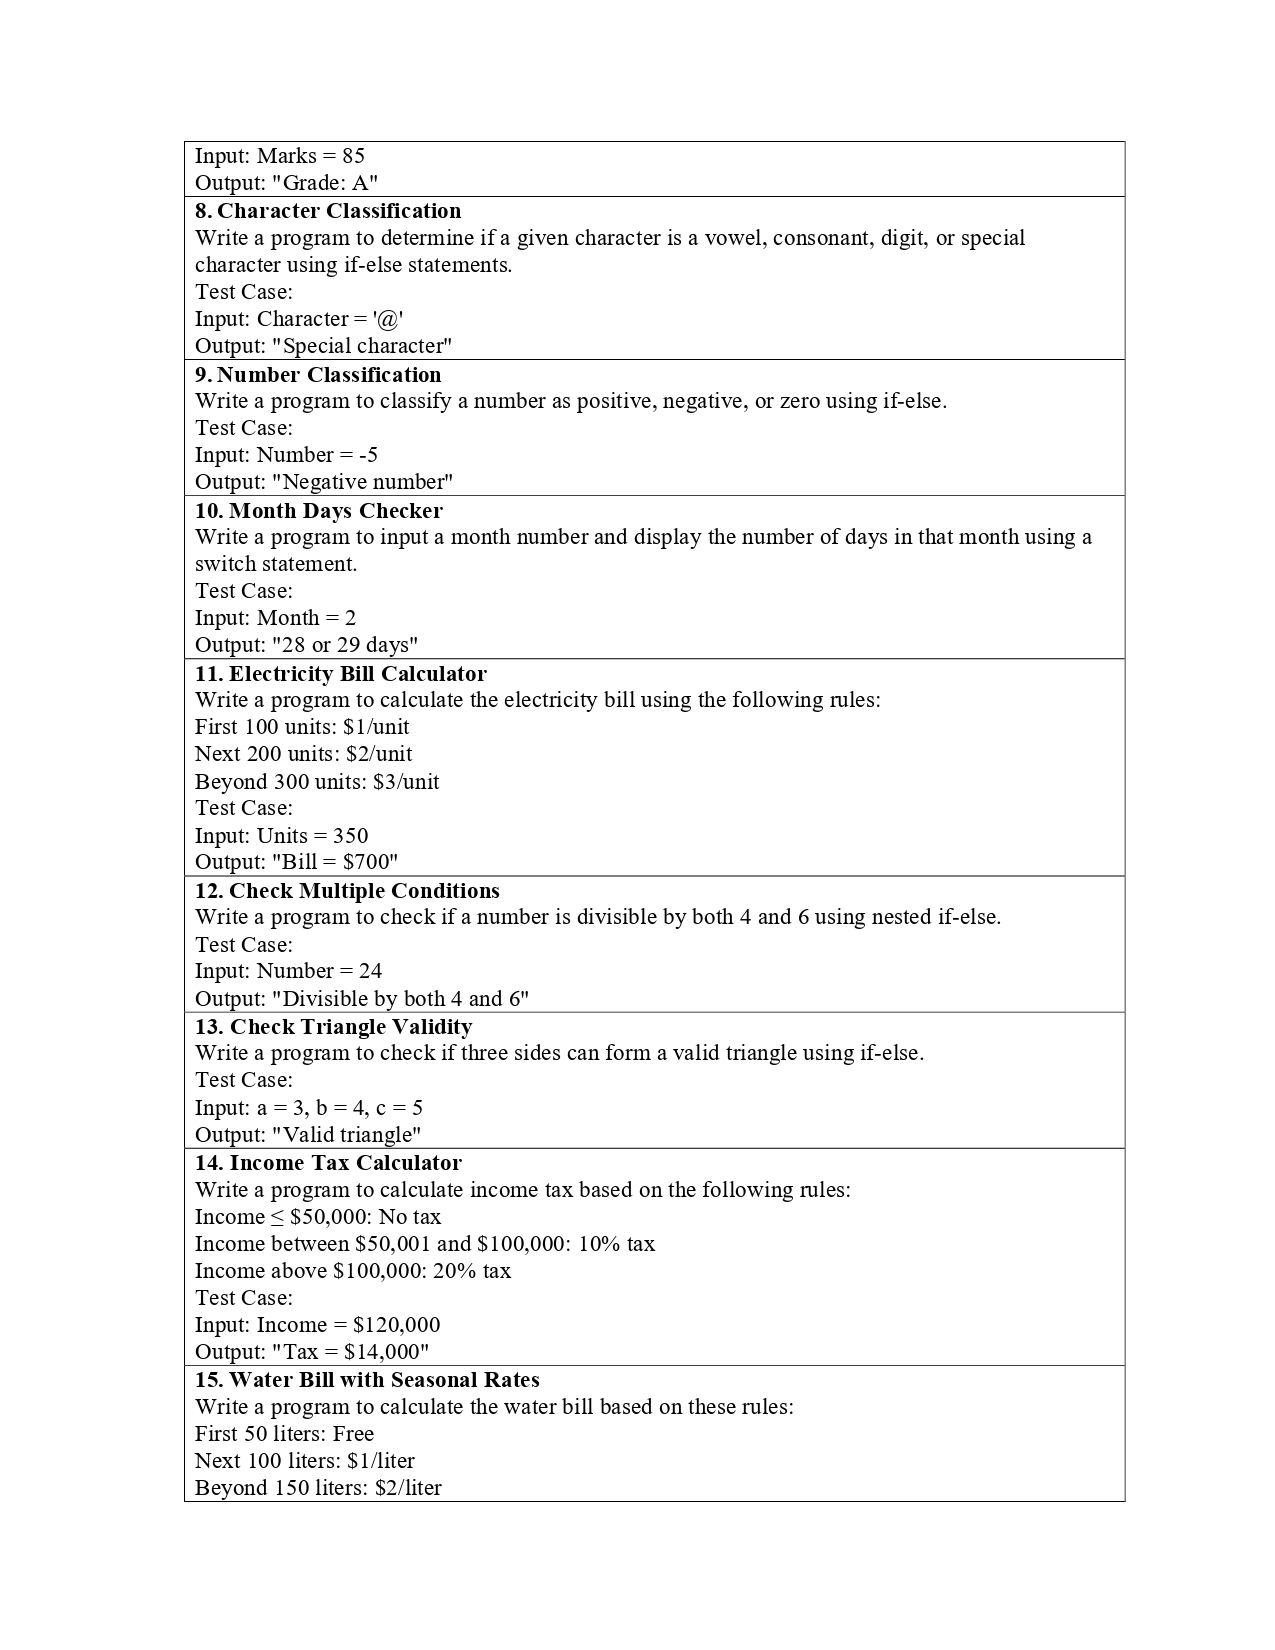 Input: Marks = 85
Output: "Grade: A"
8. Character Classification
Write a program to determine if a given character is a vowel, consonant, digit, or special
character using if-else statements.
Test Case:
Input: Character = '@'
Output: "Special character"
9. Number Classification
Write a program to classify a number as positive, negative, or zero using if-else.
Test Case:
Input: Number = -5
Output: "Negative number"
10. Month Days Checker
Write a program to input a month number and display the number of days in that month using a
switch statement.
Test Case:
Input: Month = 2
Output: "28 or 29 days"
11. Electricity Bill Calculator
Write a program to calculate the electricity bill using the following rules:
First 100 units: $1/unit
Next 200 units: $2/unit
Beyond 300 units: $3/unit
Test Case:
Input: Units = 350
Output: "Bill = $700"
12. Check Multiple Conditions
Write a program to check if a number is divisible by both 4 and 6 using nested if-else.
Test Case:
Input: Number = 24
Output: "Divisible by both 4 and 6"
13. Check Triangle Validity
Write a program to check if three sides can form a valid triangle using if-else.
Test Case:
Input: a = 3, b = 4, c = 5
Output: "Valid triangle"
14. Income Tax Calculator
Write a program to calculate income tax based on the following rules:
Income ≤ $50,000: No tax
Income between $50,001 and $100,000: 10% tax
Income above $100,000: 20% tax
Test Case:
Input: Income = $120,000
Output: "Tax = $14,000"
15. Water Bill with Seasonal Rates
Write a program to calculate the water bill based on these rules:
First 50 liters: Free
Next 100 liters: $1/liter
Beyond 150 liters: $2/liter